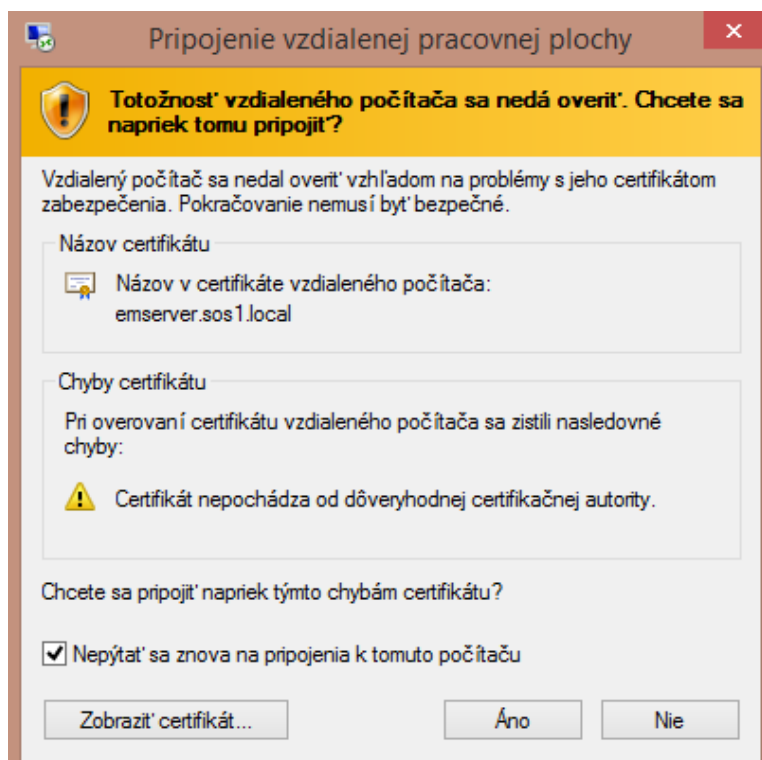 Pripojenie vzdialenej pracovnej plochy
Totožnosť vzdialeného počítača sa nedá overiť. Chcete sa
napriek tomu pripojiť?
Vzdialený počítač sa nedal overiť vzhľadom na problémy s jeho certifikátom
zabezpečenia. Pokračovanie nemusí byť bezpečné.
Názov certifikátu
Názov v certifikáte vzdialeného počítača:
emserver.sos1.local
Chyby certifikátu
Pri overovaní certifikátu vzdialeného počítača sa zistili nasledovné
chyby:
Certifikát nepochádza od dôveryhodnej certifikačnej autority.
Chcete sa pripojiť napriek týmto chybám certifikátu?
Nepýtať sa znova na pripojenia k tomuto počítaču
Zobraziť certifikát... Áno Nie